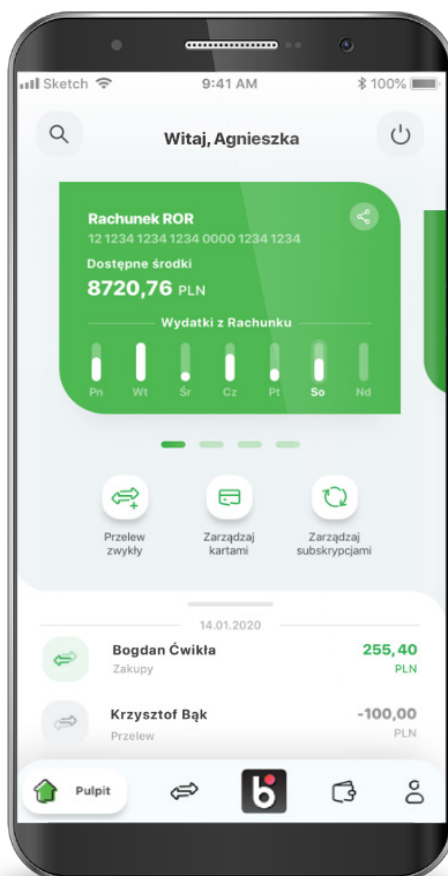 Sketch 9:41 AM 100%
Witaj, Agnieszka
Rachunek ROR
12 1234 1234 1234 0000 1234 1234
Dostępne środki
8720,76 PLN
Wydatki z Rachunku
Pn Wt Śr Cz Pt So Nd
Przelew zwykły
Zarządzaj kartami
Zarządzaj subskrypcjami
14.01.2020
Bogdan Ćwikła 255,40
Zakupy PLN
Krzysztof Bąk -100,00
Przelew PLN
Pulpit b